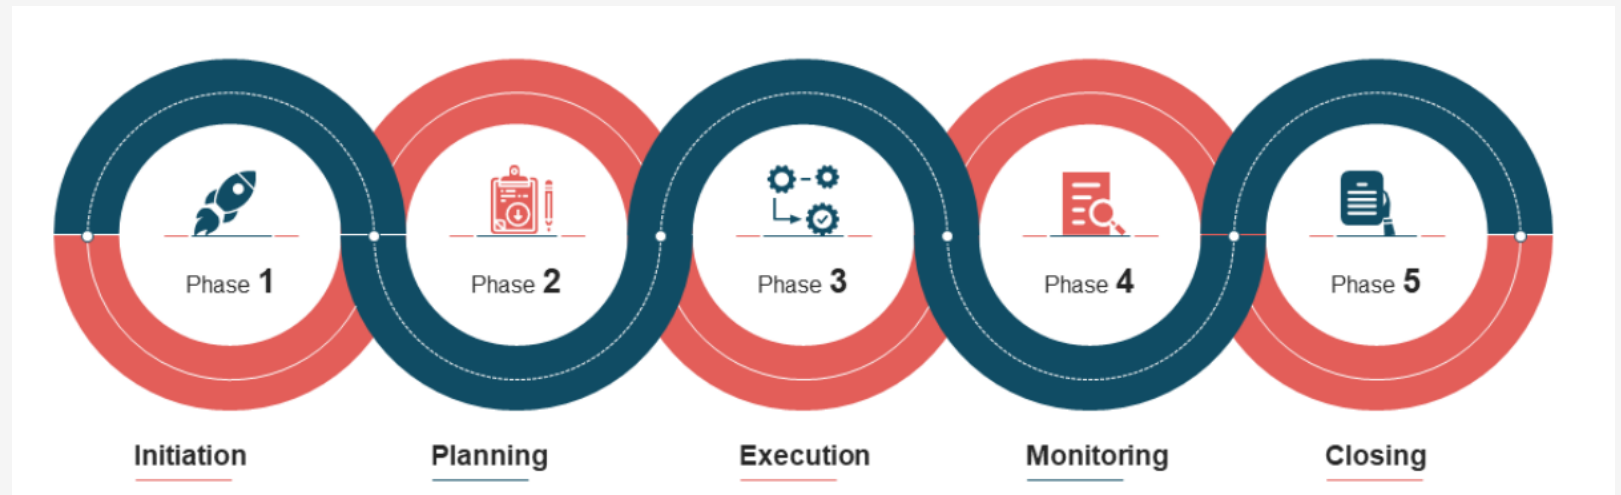 Phase 1
Phase 2
Phase 3
Phase 4
Phase 5
Initiation
Planning
Execution
Monitoring
Closing